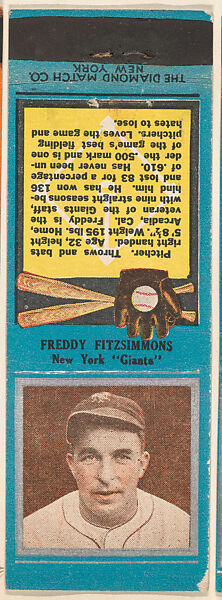 THE DIAMOND MATCH CO.
NEW YORK
Pitcher. Throws and bats
right handed. Age 32, height
5' 8½", weight 195 lbs. Home,
Arcadia, Cal. Freddy is the
veteran of the Giants staff,
with nine straight seasons be-
hind him. He has won 136
and lost 83 for a percentage
of .610. Has never been un-
der the .500 mark and is one
of the game's best fielding
pitchers. Loves the game and
hates to lose.
FREDDY FITZSIMMONS
New York "Giants"